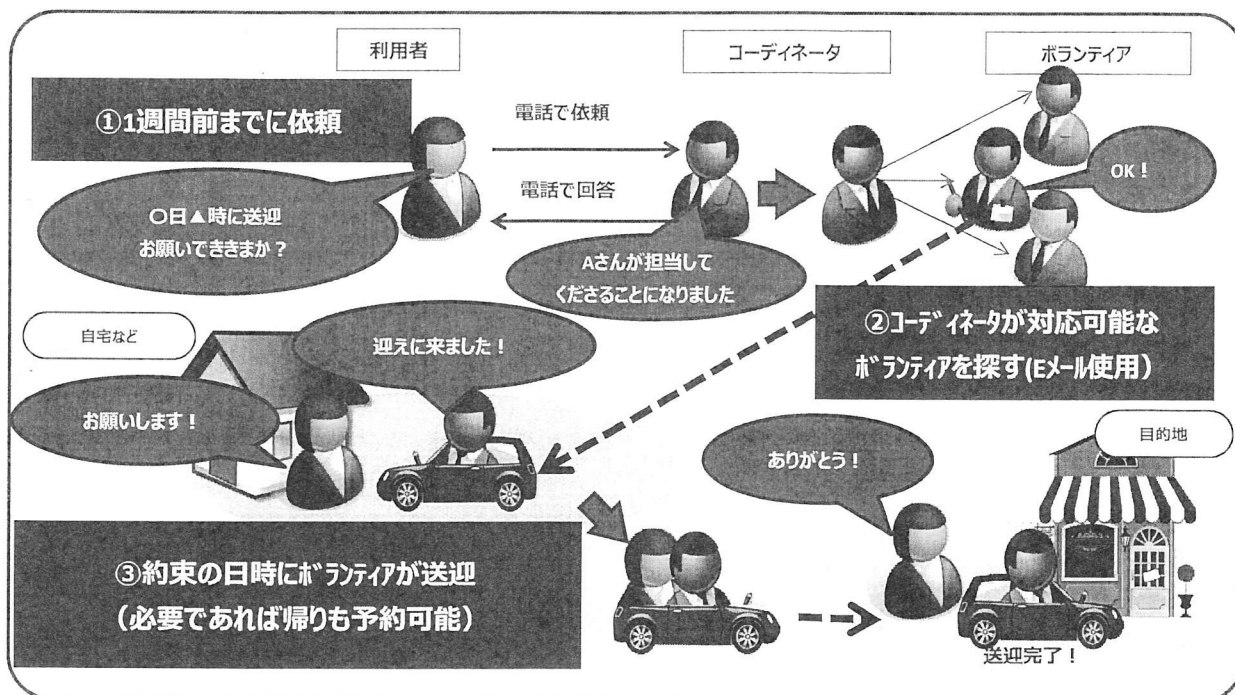 利用者
コーディネータ
ボランティア
①1週間前までに依頼
電話で依頼
電話で回答
OK！
〇日▲時に送迎
お願いでききまか？
Aさんが担当して
くださることになりました
②コーディネータが対応可能な
ボランティアを探す(Eメール使用)
自宅など
迎えに来ました！
お願いします！
目的地
ありがとう！
③約束の日時にボランティアが送迎
（必要であれば帰りも予約可能）
送迎完了！